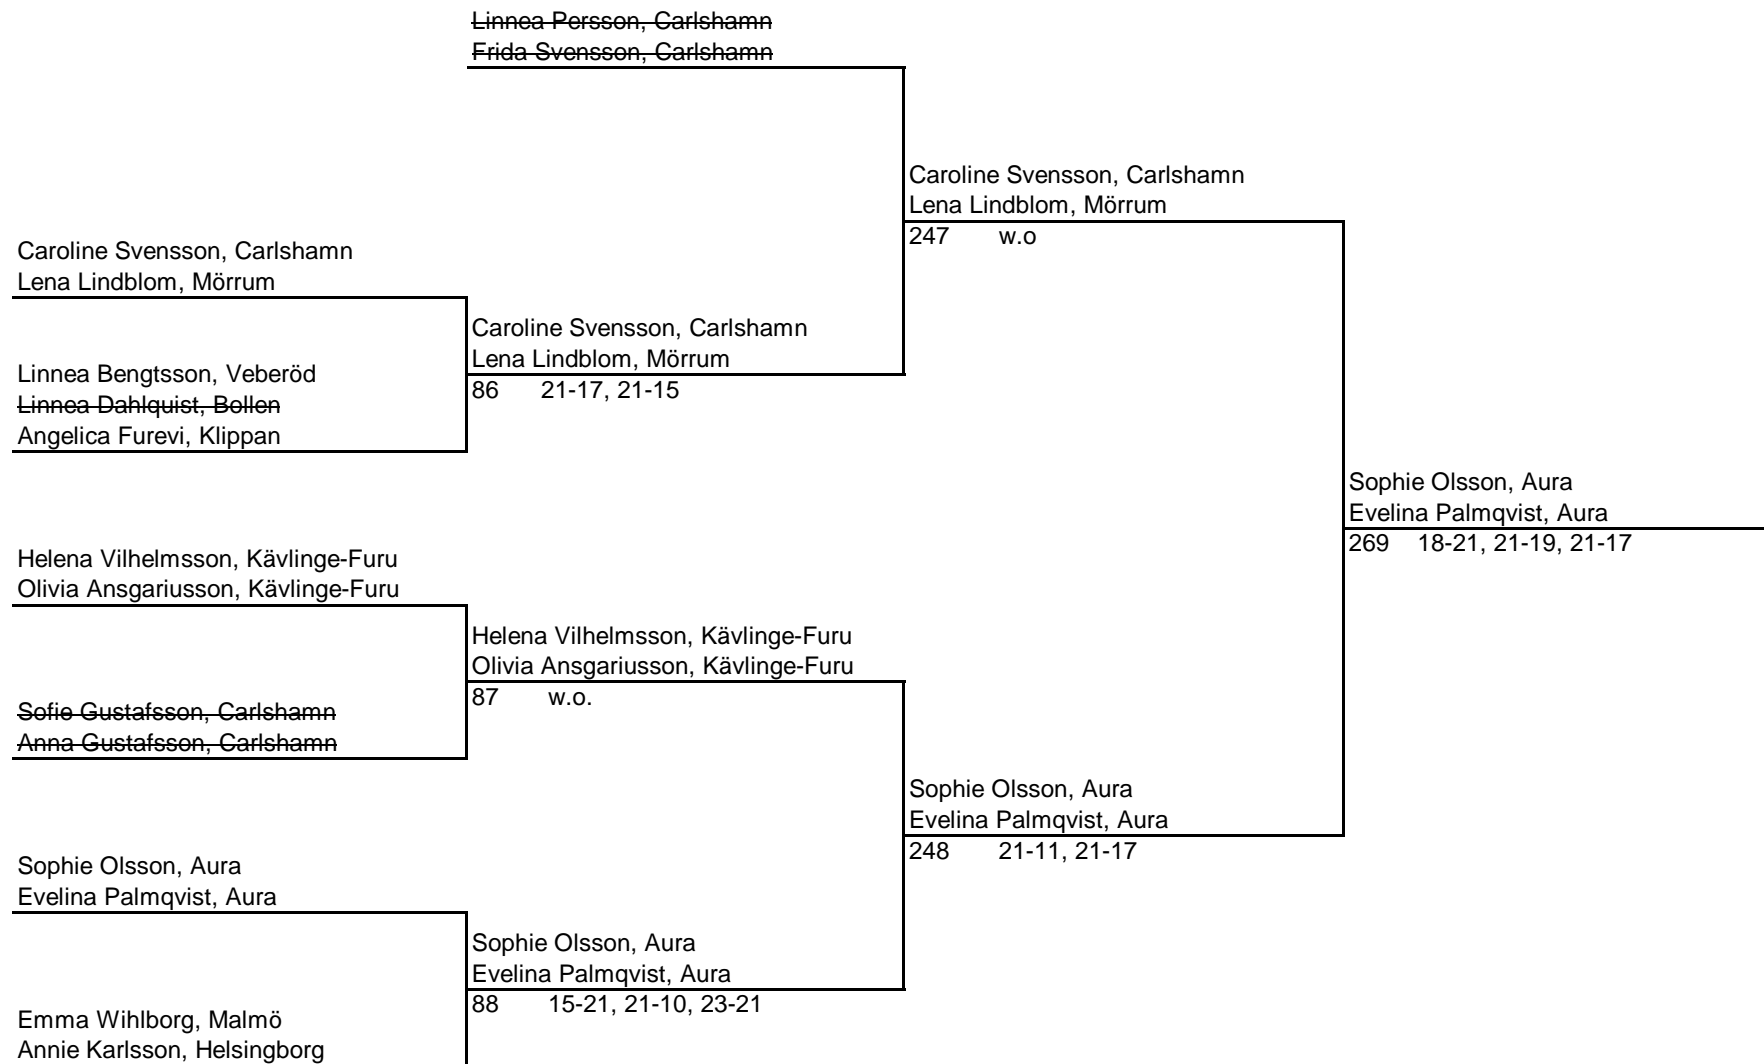 Linnea Persson, Carlshamn
Frida Svensson, Carlshamn
Caroline Svensson, Carlshamn
Lena Lindblom, Mörrum
247 w.o
Caroline Svensson, Carlshamn
Lena Lindblom, Mörrum
Caroline Svensson, Carlshamn
Lena Lindblom, Mörrum
86 21-17, 21-15
Linnea Bengtsson, Veberöd
Linnea Dahlquist, Bollen
Angelica Furevi, Klippan
Sophie Olsson, Aura
Evelina Palmqvist, Aura
269 18-21, 21-19, 21-17
Helena Vilhelmsson, Kävlinge-Furu
Olivia Ansgariusson, Kävlinge-Furu
Helena Vilhelmsson, Kävlinge-Furu
Olivia Ansgariusson, Kävlinge-Furu
87 w.o.
Sofie Gustafsson, Carlshamn
Anna Gustafsson, Carlshamn
Sophie Olsson, Aura
Evelina Palmqvist, Aura
248 21-11, 21-17
Sophie Olsson, Aura
Evelina Palmqvist, Aura
Sophie Olsson, Aura
Evelina Palmqvist, Aura
88 15-21, 21-10, 23-21
Emma Wihlborg, Malmö
Annie Karlsson, Helsingborg